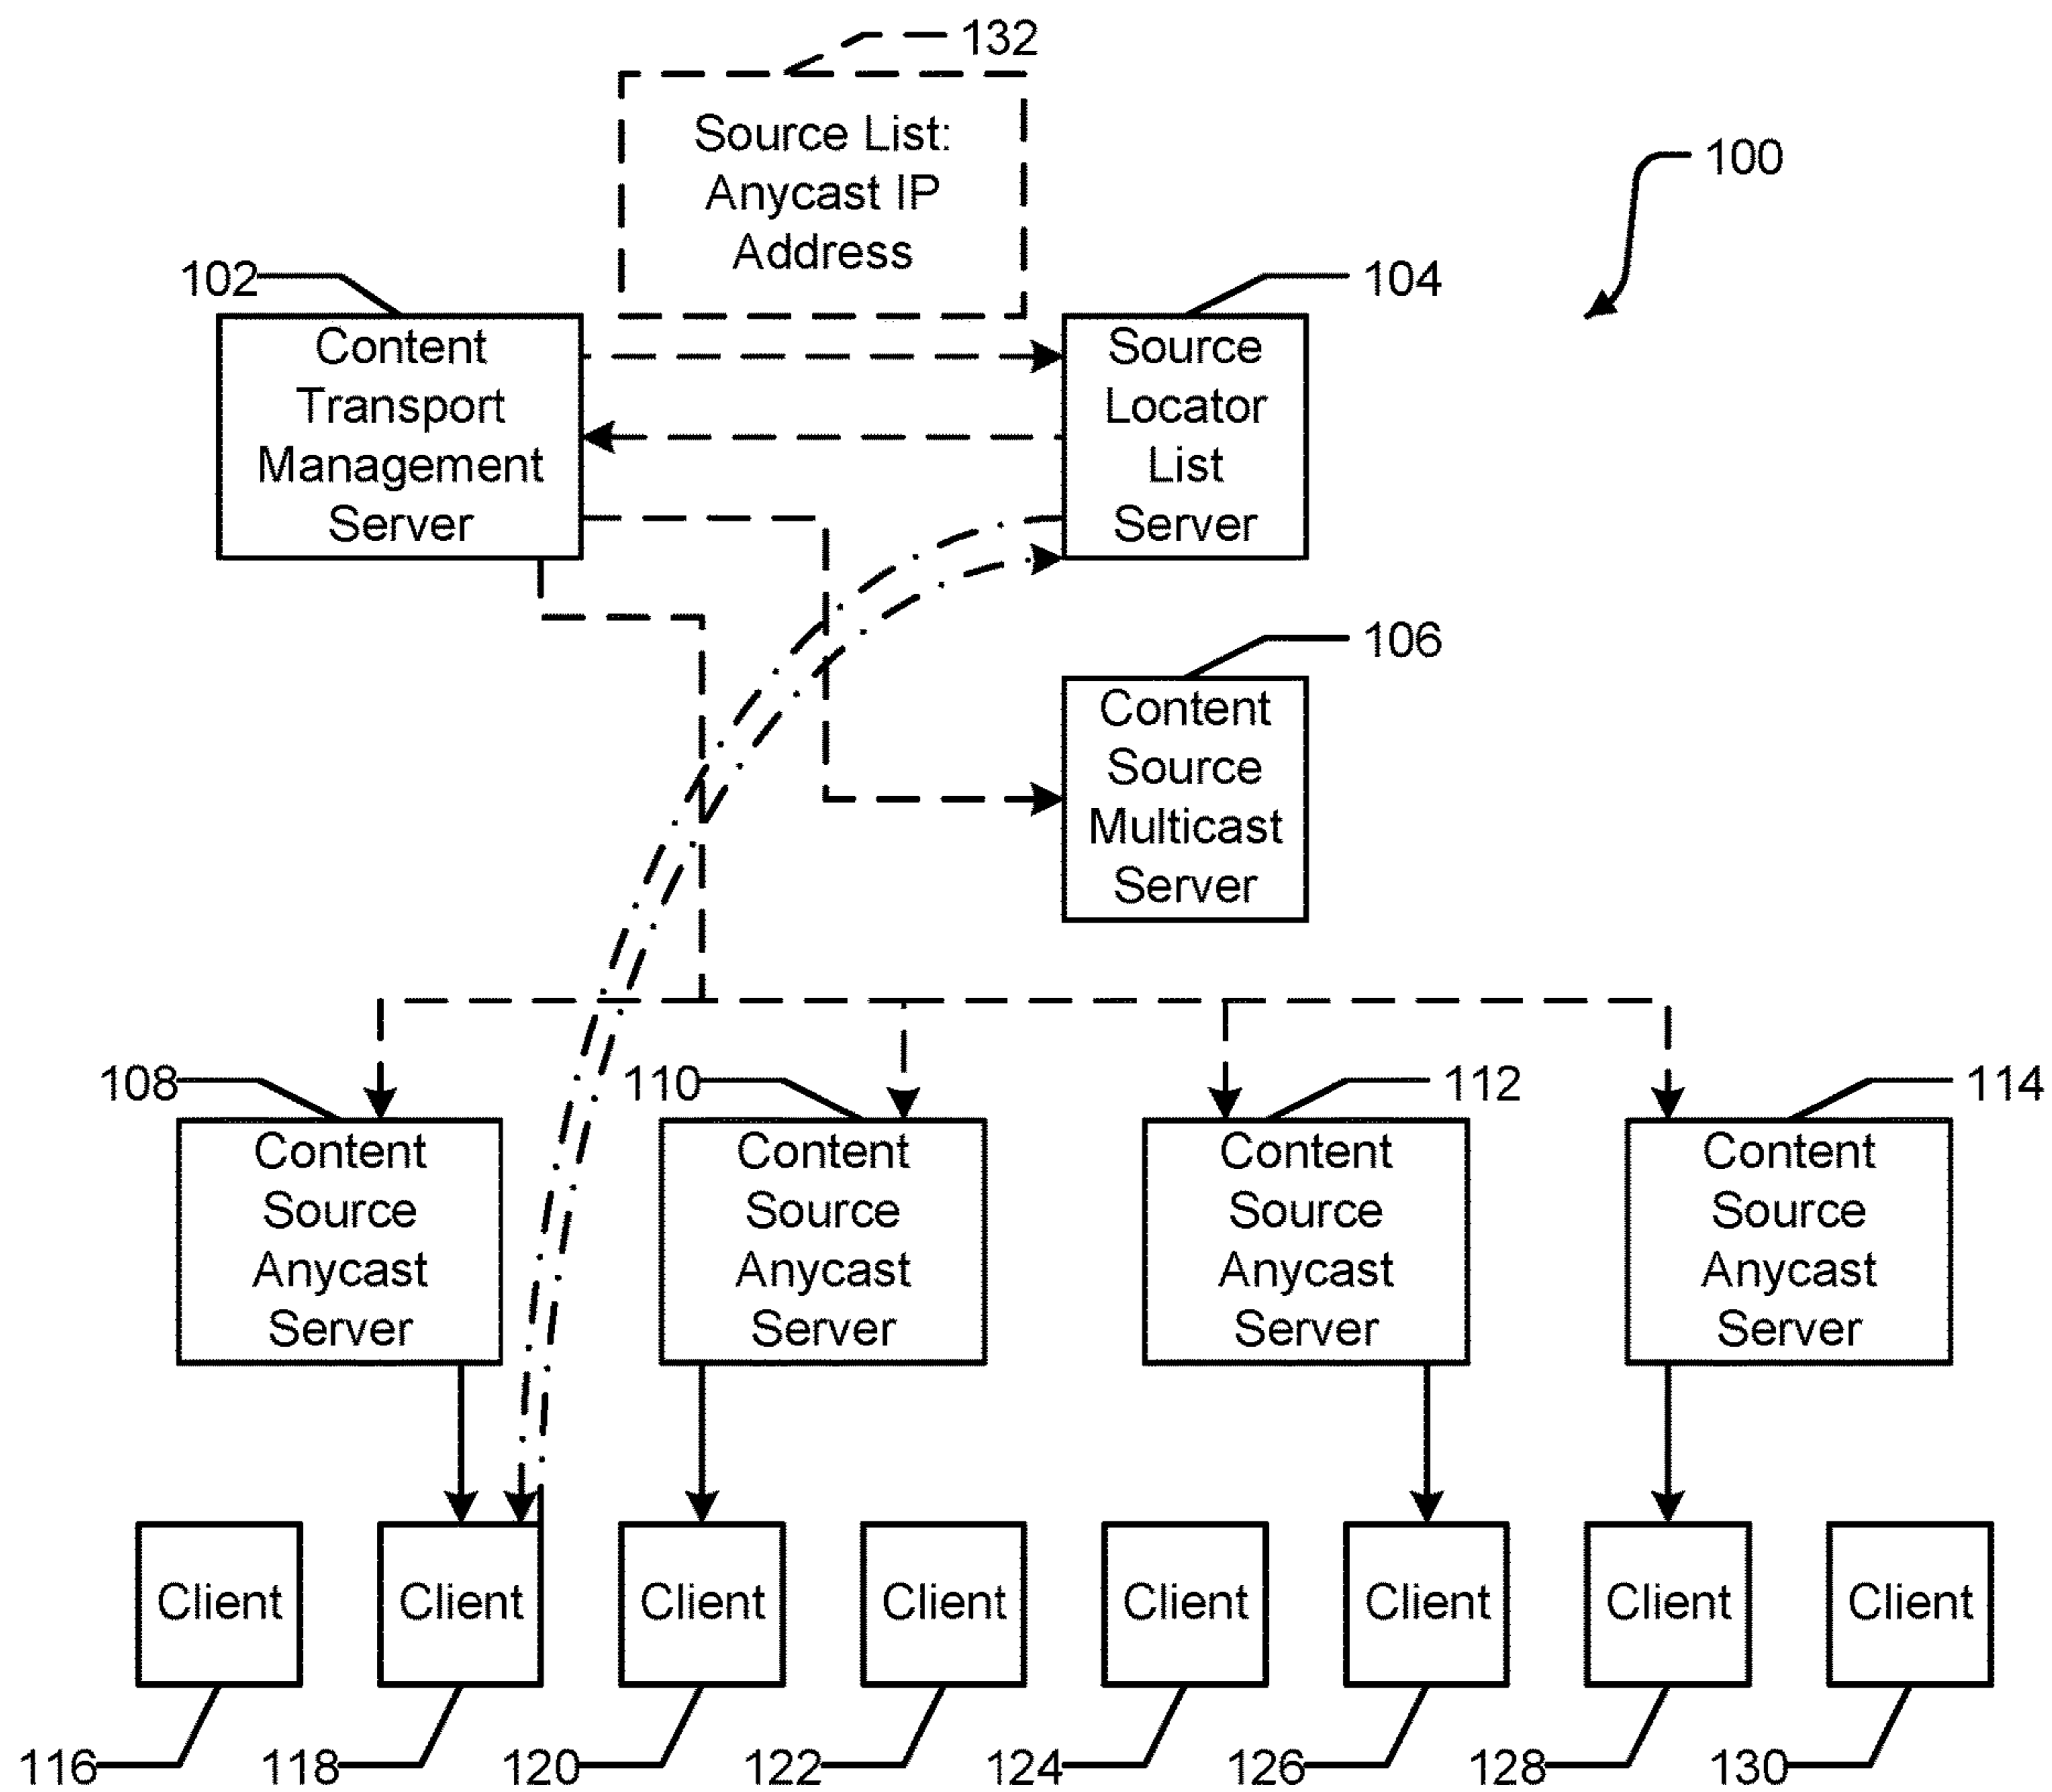 132
Source List:
Anycast IP
Address
100
102
104
Content
Transport
Management
Server
Source
Locator
List
Server
106
Content
Source
Multicast
Server
108
110
112
114
Content
Source
Anycast
Server
Content
Source
Anycast
Server
Content
Source
Anycast
Server
Content
Source
Anycast
Server
Client
Client
Client
Client
Client
Client
Client
Client
116
118
120
122
124
126
128
130